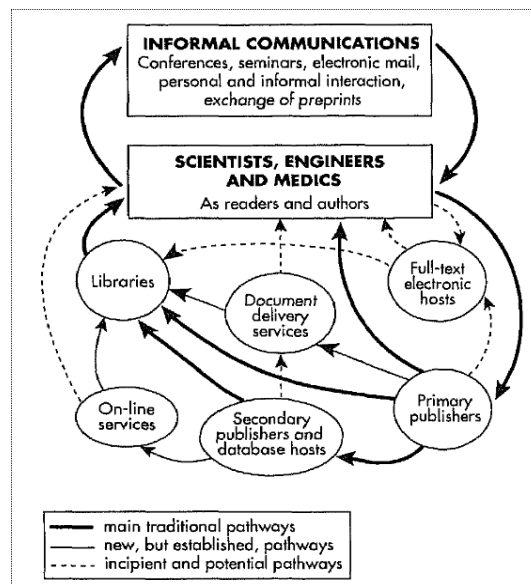 INFORMAL COMMUNICATIONS
Conferences, seminars, electronic mail,
personal and informal interaction,
exchange of preprints
SCIENTISTS, ENGINEERS
AND MEDICS
As readers and authors
Libraries
Document
delivery
services
Full-text
electronic
hosts
On-line
services
Secondary
publishers and
database hosts
Primary
publishers
main traditional pathways
new, but established, pathways
incipient and potential pathways